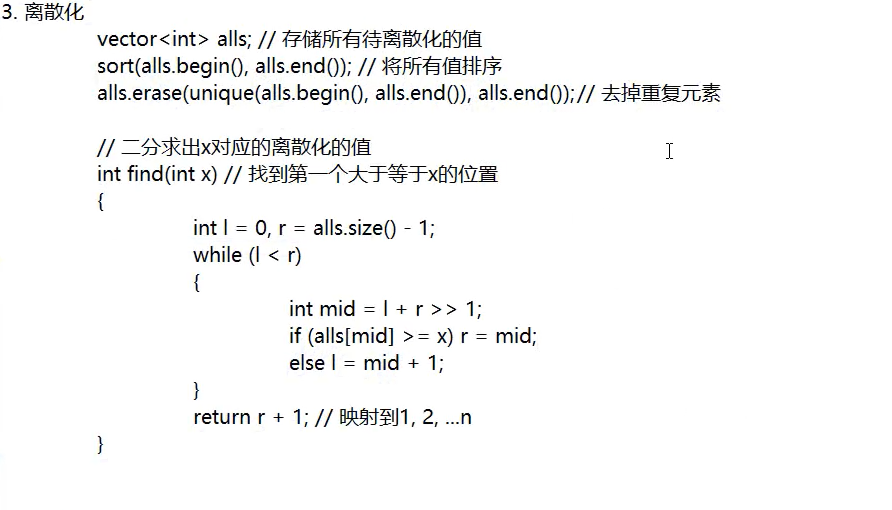 3. 离散化
vector<int> alls; // 存储所有待离散化的值
sort(alls.begin(), alls.end()); // 将所有值排序
alls.erase(unique(alls.begin(), alls.end()), alls.end());// 去掉重复元素
// 二分求出x对应的离散化的值
int find(int x) // 找到第一个大于等于x的位置
{
int l = 0, r = alls.size() - 1;
while (l < r)
{
int mid = l + r >> 1;
if (alls[mid] >= x) r = mid;
else l = mid + 1;
}
return r + 1; // 映射到1, 2, ...n
}